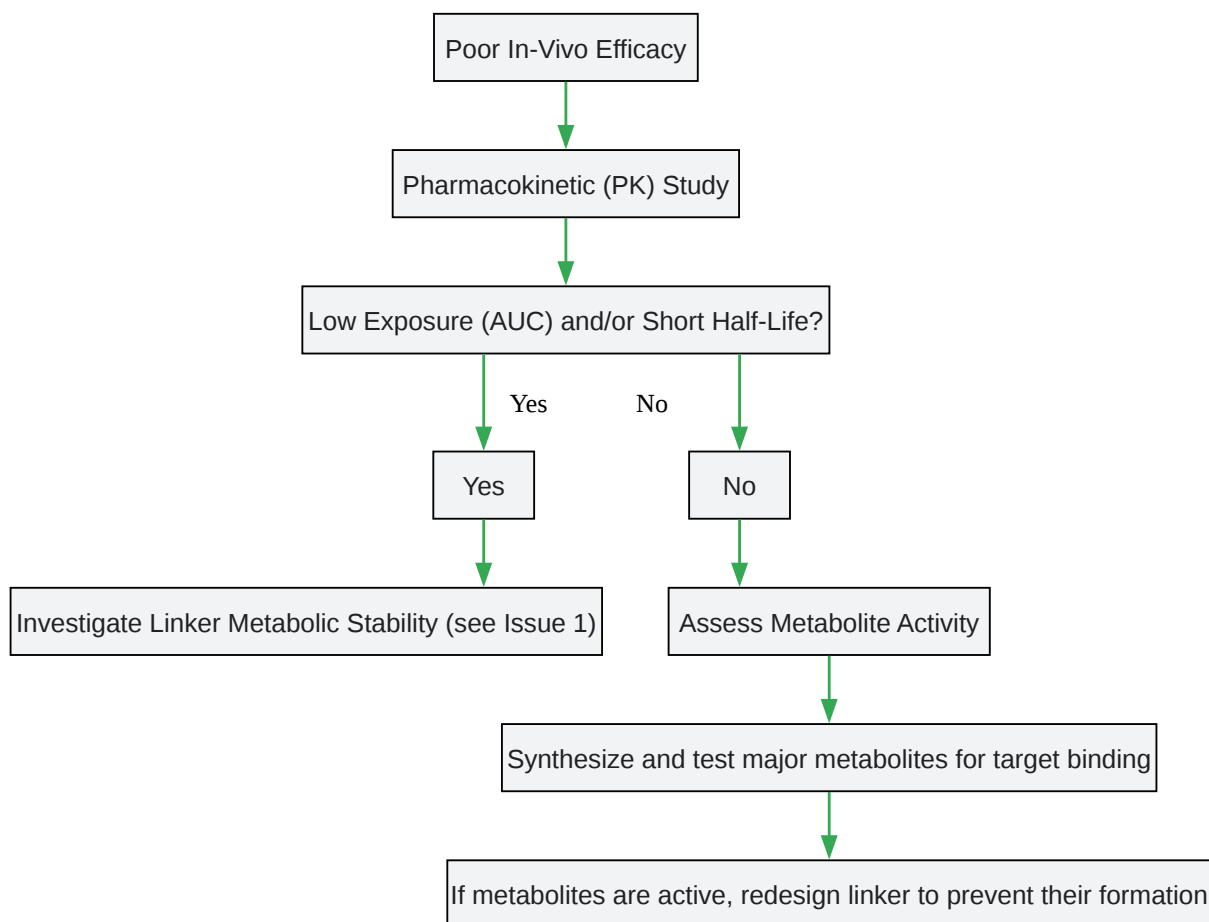 Poor In-Vivo Efficacy
Pharmacokinetic (PK) Study
Low Exposure (AUC) and/or Short Half-Life?
Yes
No
Yes
No
Investigate Linker Metabolic Stability (see Issue 1)
Assess Metabolite Activity
Synthesize and test major metabolites for target binding
If metabolites are active, redesign linker to prevent their formation